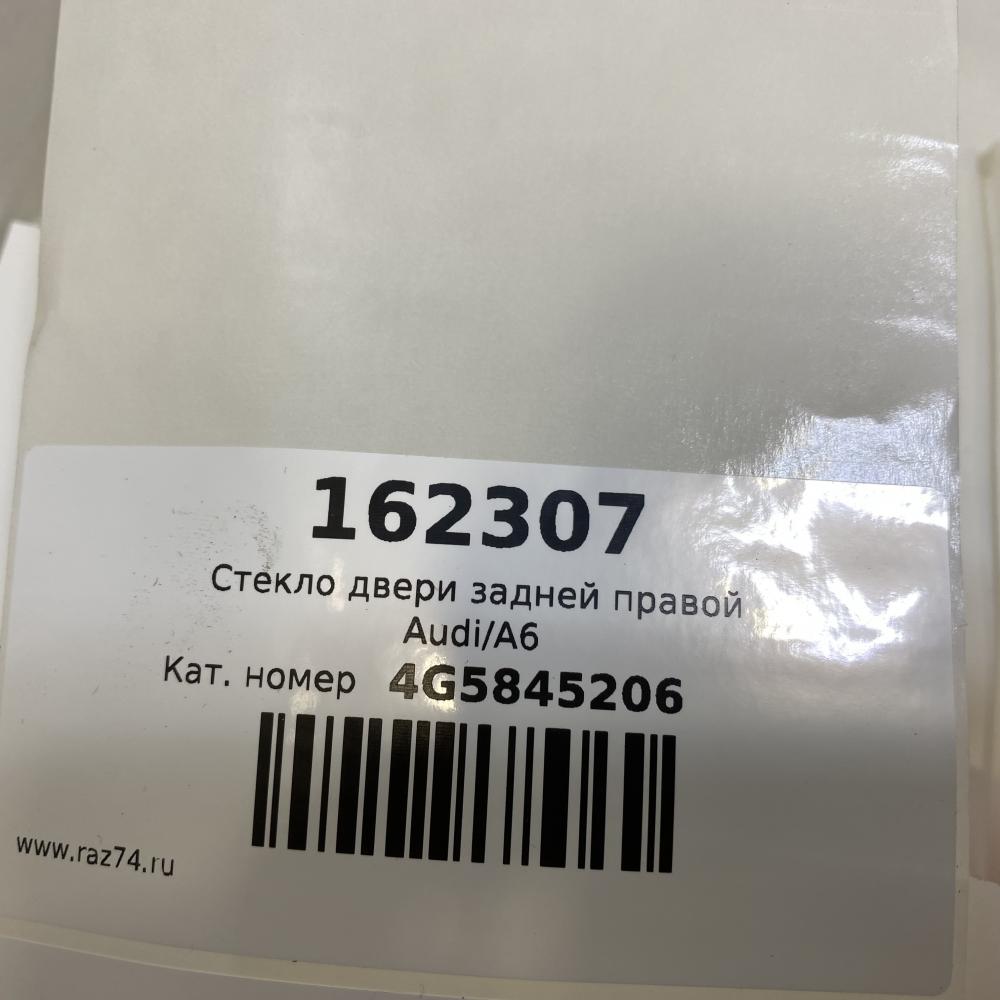 162307
Стекло двери задней правой
Audi/A6
Кат. номер 4G5845206
www.raz74.ru